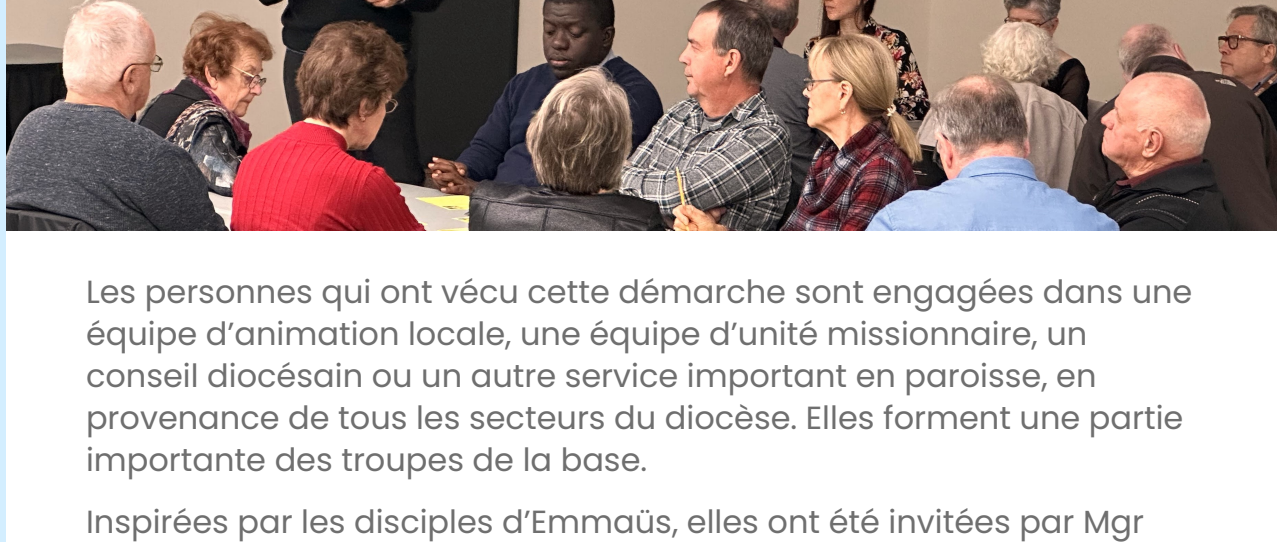 Les personnes qui ont vécu cette démarche sont engagées dans une
équipe d’animation locale, une équipe d’unité missionnaire, un
conseil diocésain ou un autre service important en paroisse, en
provenance de tous les secteurs du diocèse. Elles forment une partie
importante des troupes de la base.
Inspirées par les disciples d’Emmaüs, elles ont été invitées par Mgr